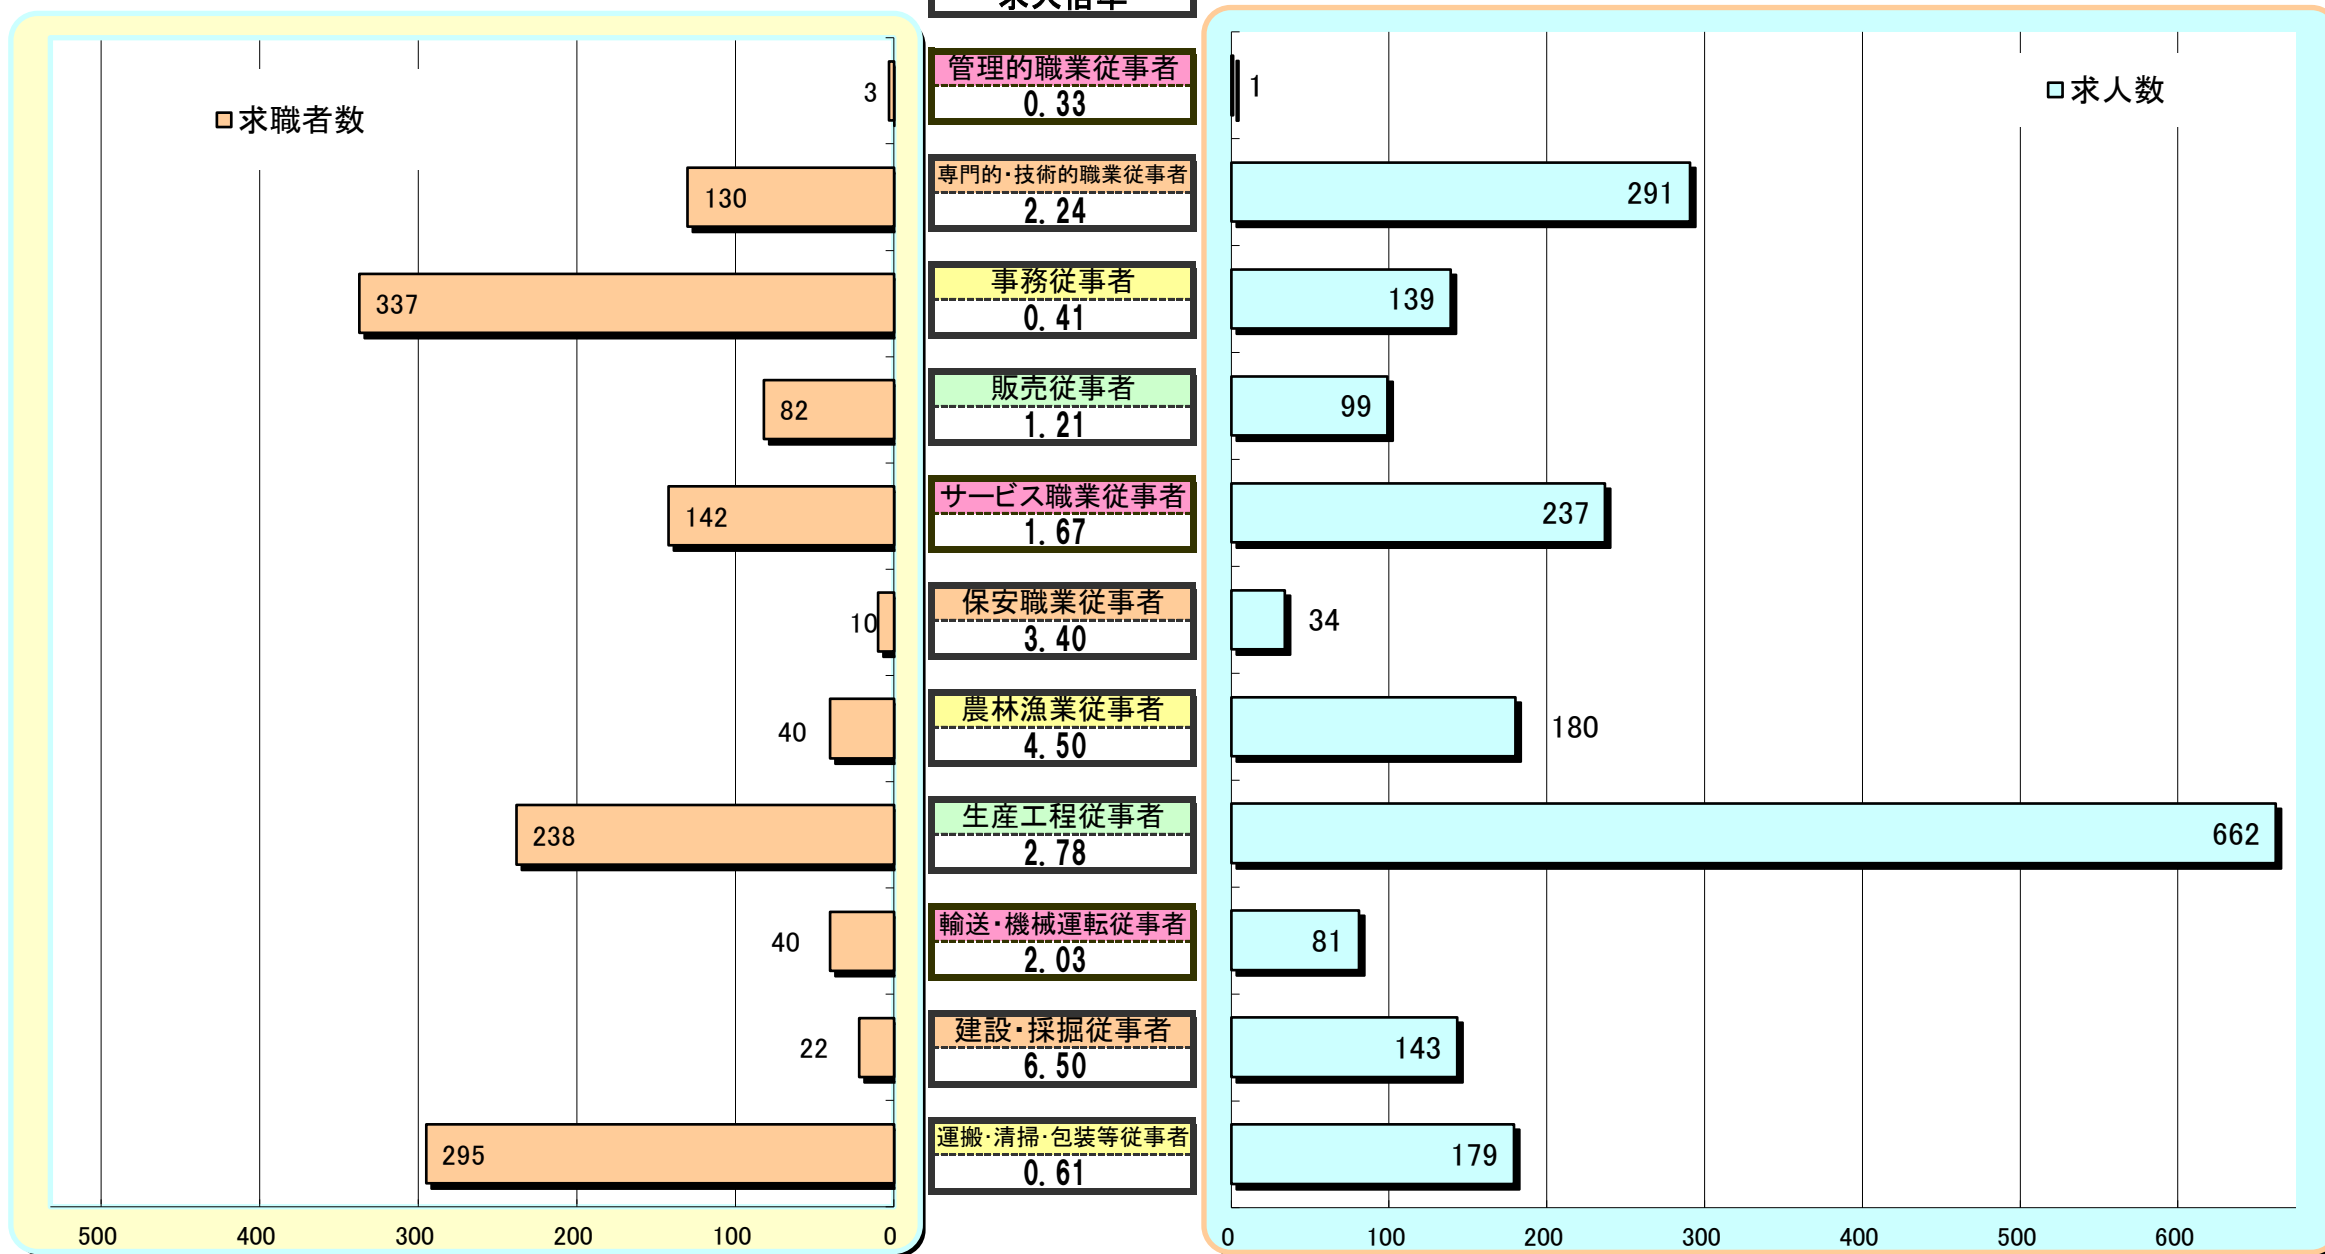 求人倍率
求職者数
求人数
3
管理的職業従事者
0.33
1
130
専門的・技術的職業従事者
2.24
291
337
事務従事者
0.41
139
82
販売従事者
1.21
99
142
サービス職業従事者
1.67
237
10
保安職業従事者
3.40
34
40
農林漁業従事者
4.50
180
238
生産工程従事者
2.78
662
40
輸送・機械運転従事者
2.03
81
22
建設・採掘従事者
6.50
143
295
運搬・清掃・包装等従事者
0.61
179
500 400 300 200 100 0
0 100 200 300 400 500 600